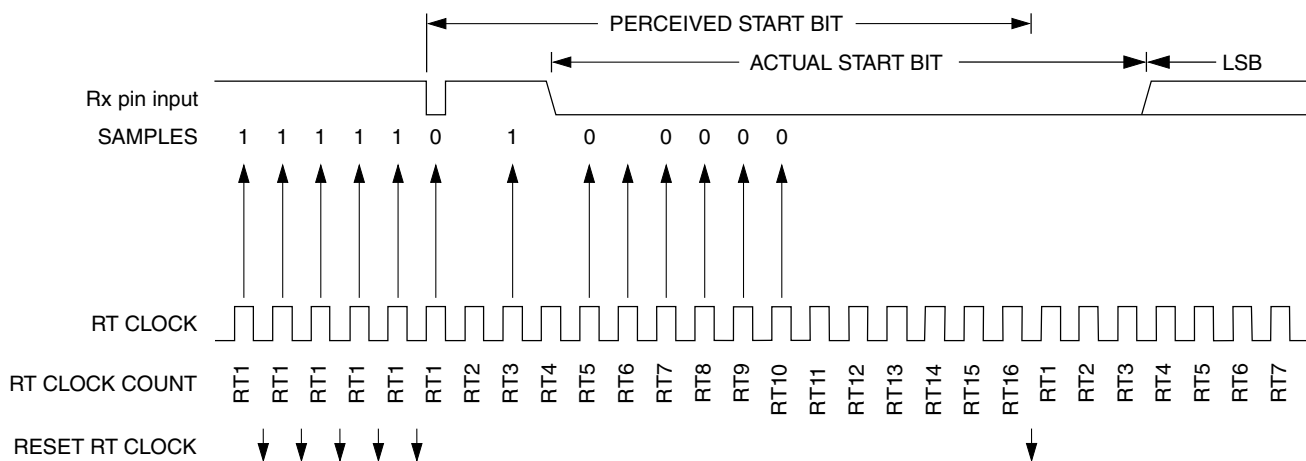 PERCEIVED START BIT
ACTUAL START BIT LSB
Rx pin input
SAMPLES 1 1 1 1 1 0 1 0 0 0 0 0
RT CLOCK
RT CLOCK COUNT RT1 RT1 RT1 RT1 RT1 RT1 RT2 RT3 RT4 RT5 RT6 RT7 RT8 RT9 RT10 RT11 RT12 RT13 RT14 RT15 RT16 RT1 RT2 RT3 RT4 RT5 RT6 RT7
RESET RT CLOCK